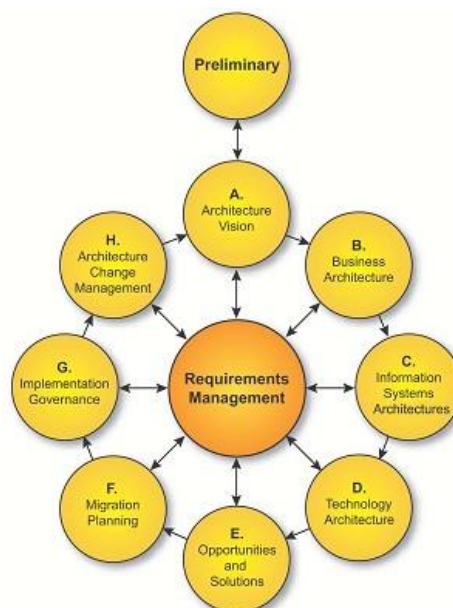 Preliminary
A.
Architecture
Vision
B.
Business
Architecture
C.
Information
Systems
Architectures
D.
Technology
Architecture
E.
Opportunities
and
Solutions
F.
Migration
Planning
G.
Implementation
Governance
H.
Architecture
Change
Management
Requirements
Management